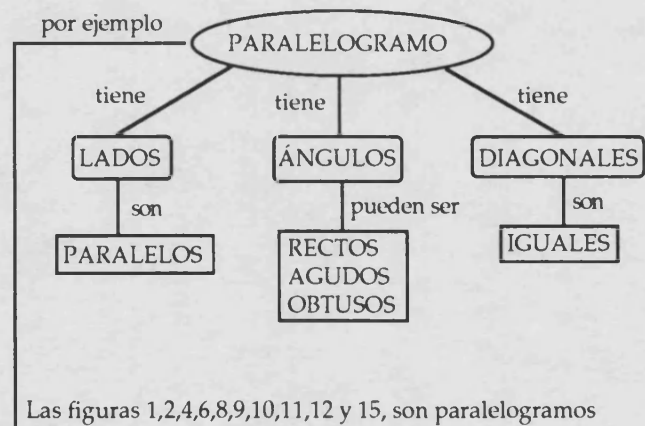 por ejemplo
PARALELOGRAMO
tiene
tiene
tiene
LADOS
ÁNGULOS
DIAGONALES
son
pueden ser
son
PARALELOS
RECTOS
AGUDOS
OBTUSOS
IGUALES
Las figuras 1,2,4,6,8,9,10,11,12 y 15, son paralelogramos